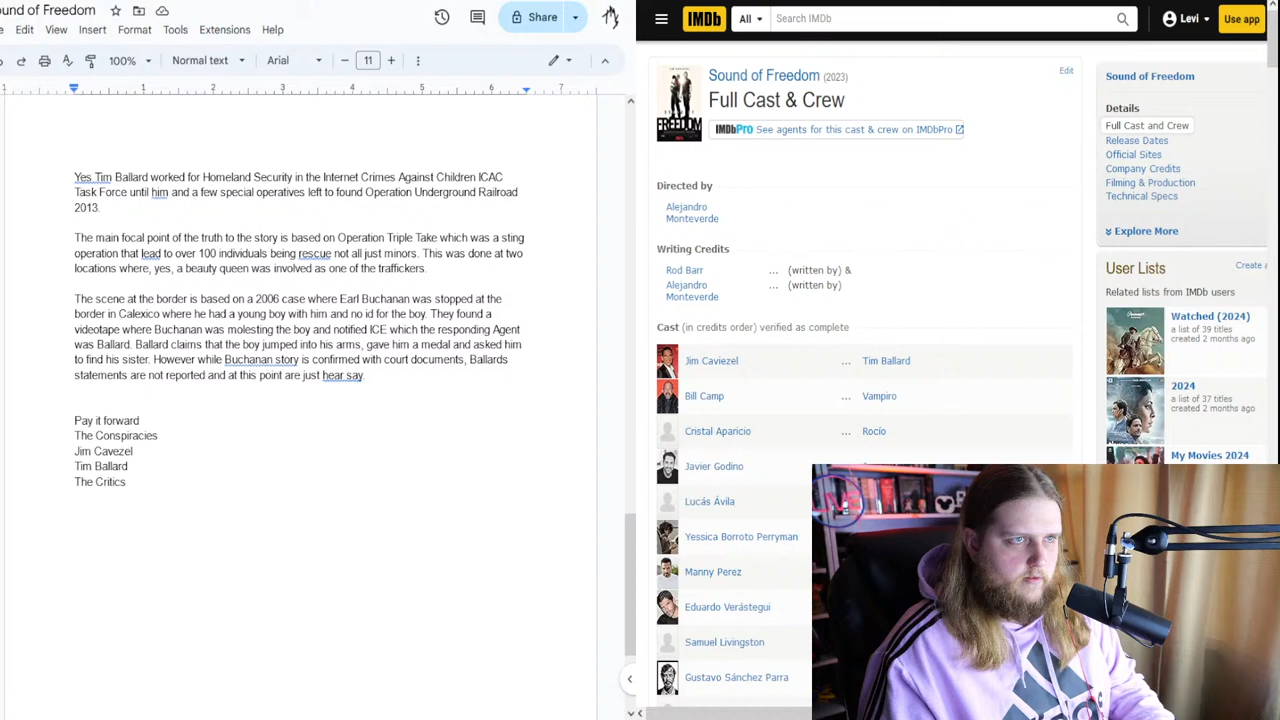 ound of Freedom
Share
Edit View Insert Format Tools Extensions Help
100% Normal text Arial 11
1 1 2 3 4 5 6 7
Yes Tim Ballard worked for Homeland Security in the Internet Crimes Against Children ICAC
Task Force until him and a few special operatives left to found Operation Underground Railroad
2013.
The main focal point of the truth to the story is based on Operation Triple Take which was a sting
operation that lead to over 100 individuals being rescue not all just minors. This was done at two
locations where, yes, a beauty queen was involved as one of the traffickers.
The scene at the border is based on a 2006 case where Earl Buchanan was stopped at the
border in Calexico where he had a young boy with him and no id for the boy. They found a
videotape where Buchanan was molesting the boy and notified ICE which the responding Agent
was Ballard. Ballard claims that the boy jumped into his arms, gave him a medal and asked him
to find his sister. However while Buchanan story is confirmed with court documents, Ballards
statements are not reported and at this point are just hear say.
Pay it forward
The Conspiracies
Jim Cavezel
Tim Ballard
The Critics
IMDb All Search IMDb Levi Use app
FREEDOM
Sound of Freedom (2023)
Edit
Full Cast & Crew
IMDbPro See agents for this cast & crew on IMDbPro
Directed by
Alejandro
Monteverde
Writing Credits
Rod Barr ... (written by) &
Alejandro ... (written by)
Monteverde
Cast (in credits order) verified as complete
Jim Caviezel ... Tim Ballard
Bill Camp ... Vampiro
Cristal Aparicio ... Rocío
Javier Godino
Lucás Ávila
Yessica Borroto Perryman
Manny Perez
Eduardo Verástegui
Samuel Livingston
Gustavo Sánchez Parra
Sound of Freedom
Details
Full Cast and Crew
Release Dates
Official Sites
Company Credits
Filming & Production
Technical Specs
Explore More
User Lists
Create a
Related lists from IMDb users
Watched (2024)
a list of 39 titles
created 2 months ago
2024
a list of 37 titles
created 2 months ago
My Movies 2024